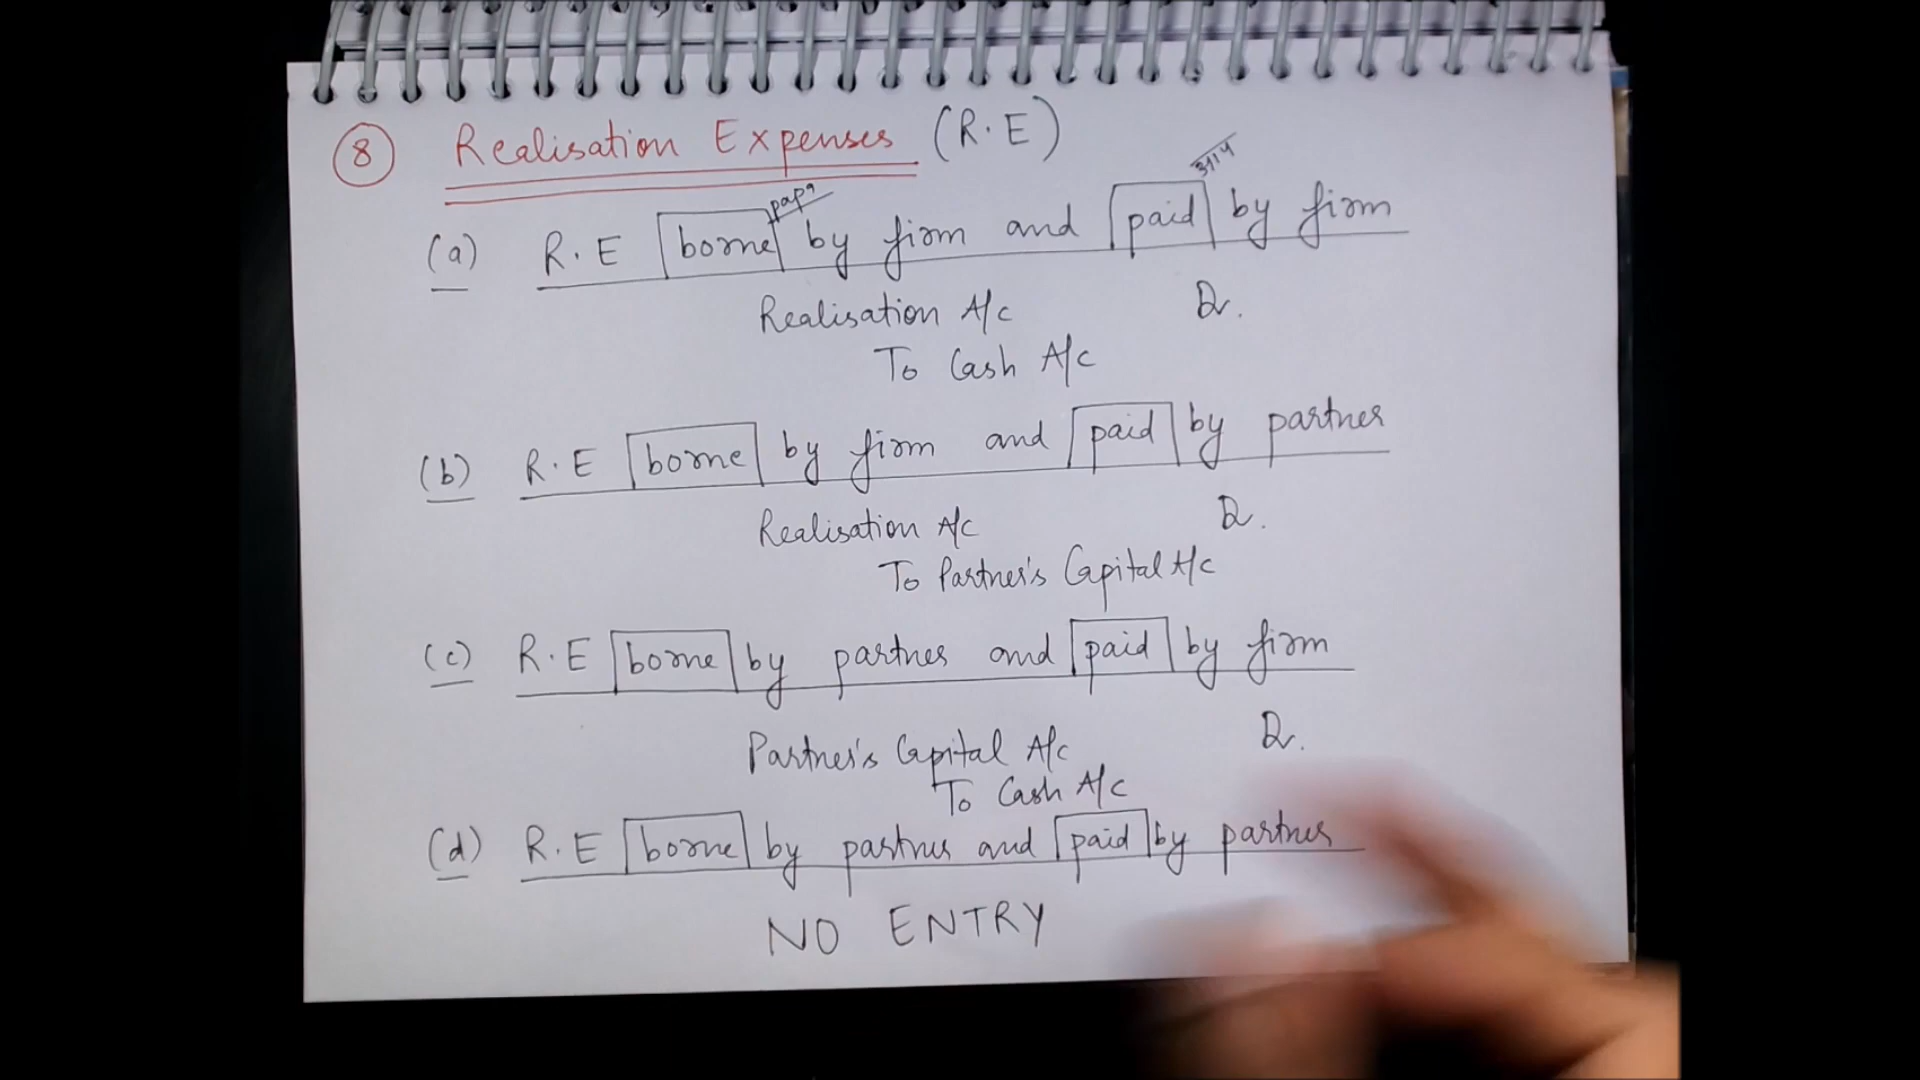 8 Realisation Expenses (R.E)
papa
(a) R.E borne by firm and paid by firm
Realisation A/c Dr.
To Cash A/c
(b) R.E borne by firm and paid by partner
Realisation A/c Dr.
To Partner's Capital A/c
(c) R.E borne by partner and paid by firm
Partner's Capital A/c Dr.
To Cash A/c
(d) R.E borne by partner and paid by partner
NO ENTRY